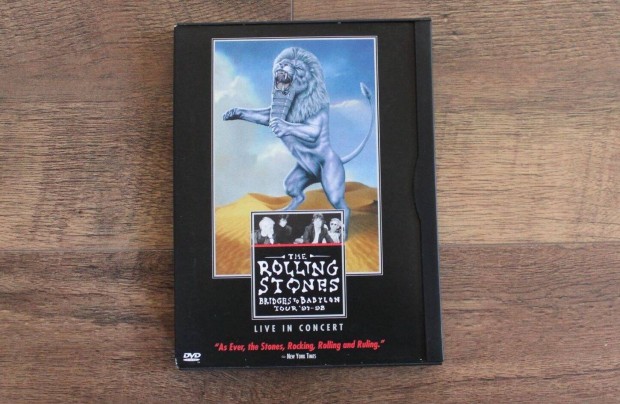 THE
ROLLING
STONES
BRIDGES TO BABYLON
TOUR '97-98
LIVE IN CONCERT
"As Ever, the Stones, Rocking, Rolling and Reling."
— NEW YORK TIMES
DVD